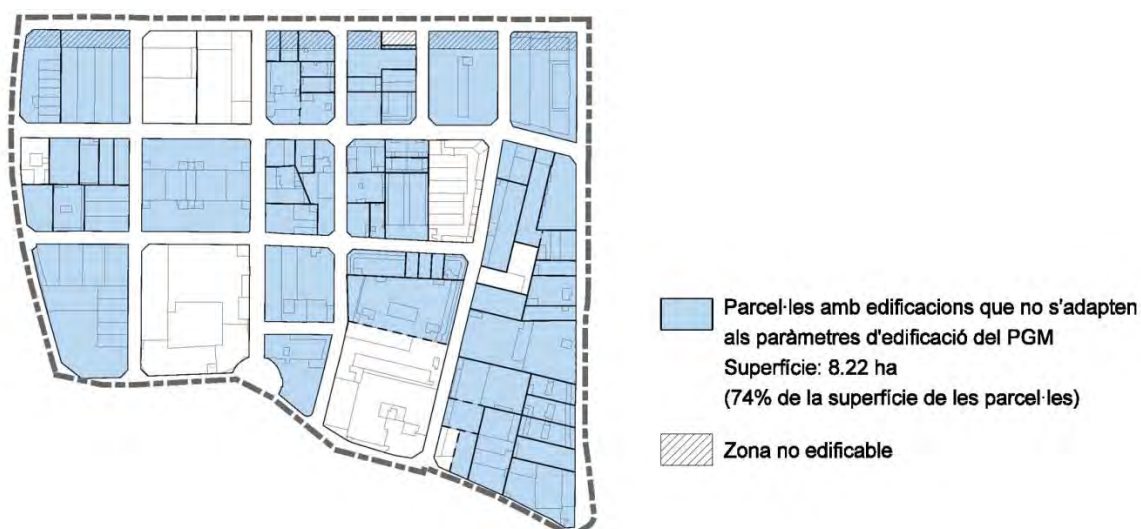 Parcel·les amb edificacions que no s'adapten
als paràmetres d'edificació del PGM
Superfície: 8.22 ha
(74% de la superfície de les parcel·les)
Zona no edificable